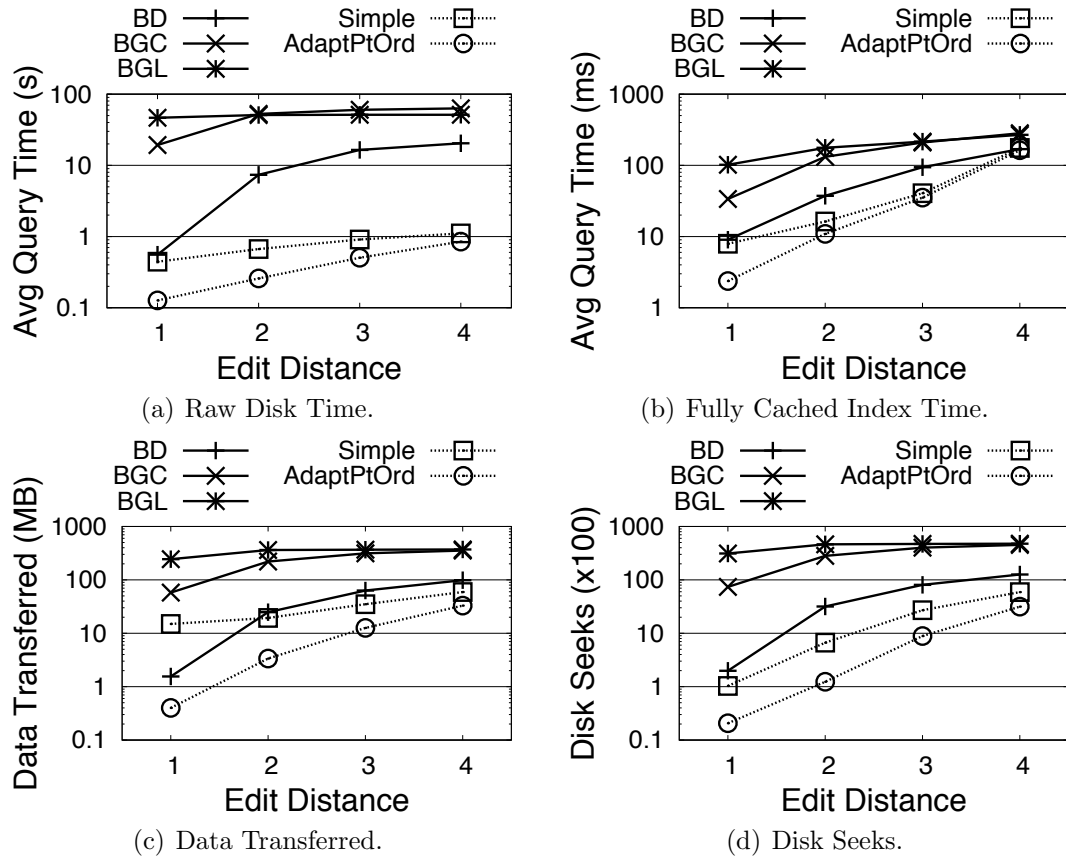 BD
BGC
BGL
Simple
AdaptPtOrd
Avg Query Time (s)
100
10
1
0.1
1 2 3 4
Edit Distance
(a) Raw Disk Time.
BD
BGC
BGL
Simple
AdaptPtOrd
Avg Query Time (ms)
1000
100
10
1
1 2 3 4
Edit Distance
(b) Fully Cached Index Time.
BD
BGC
BGL
Simple
AdaptPtOrd
Data Transferred (MB)
1000
100
10
1
0.1
1 2 3 4
Edit Distance
(c) Data Transferred.
BD
BGC
BGL
Simple
AdaptPtOrd
Disk Seeks (x100)
1000
100
10
1
0.1
1 2 3 4
Edit Distance
(d) Disk Seeks.